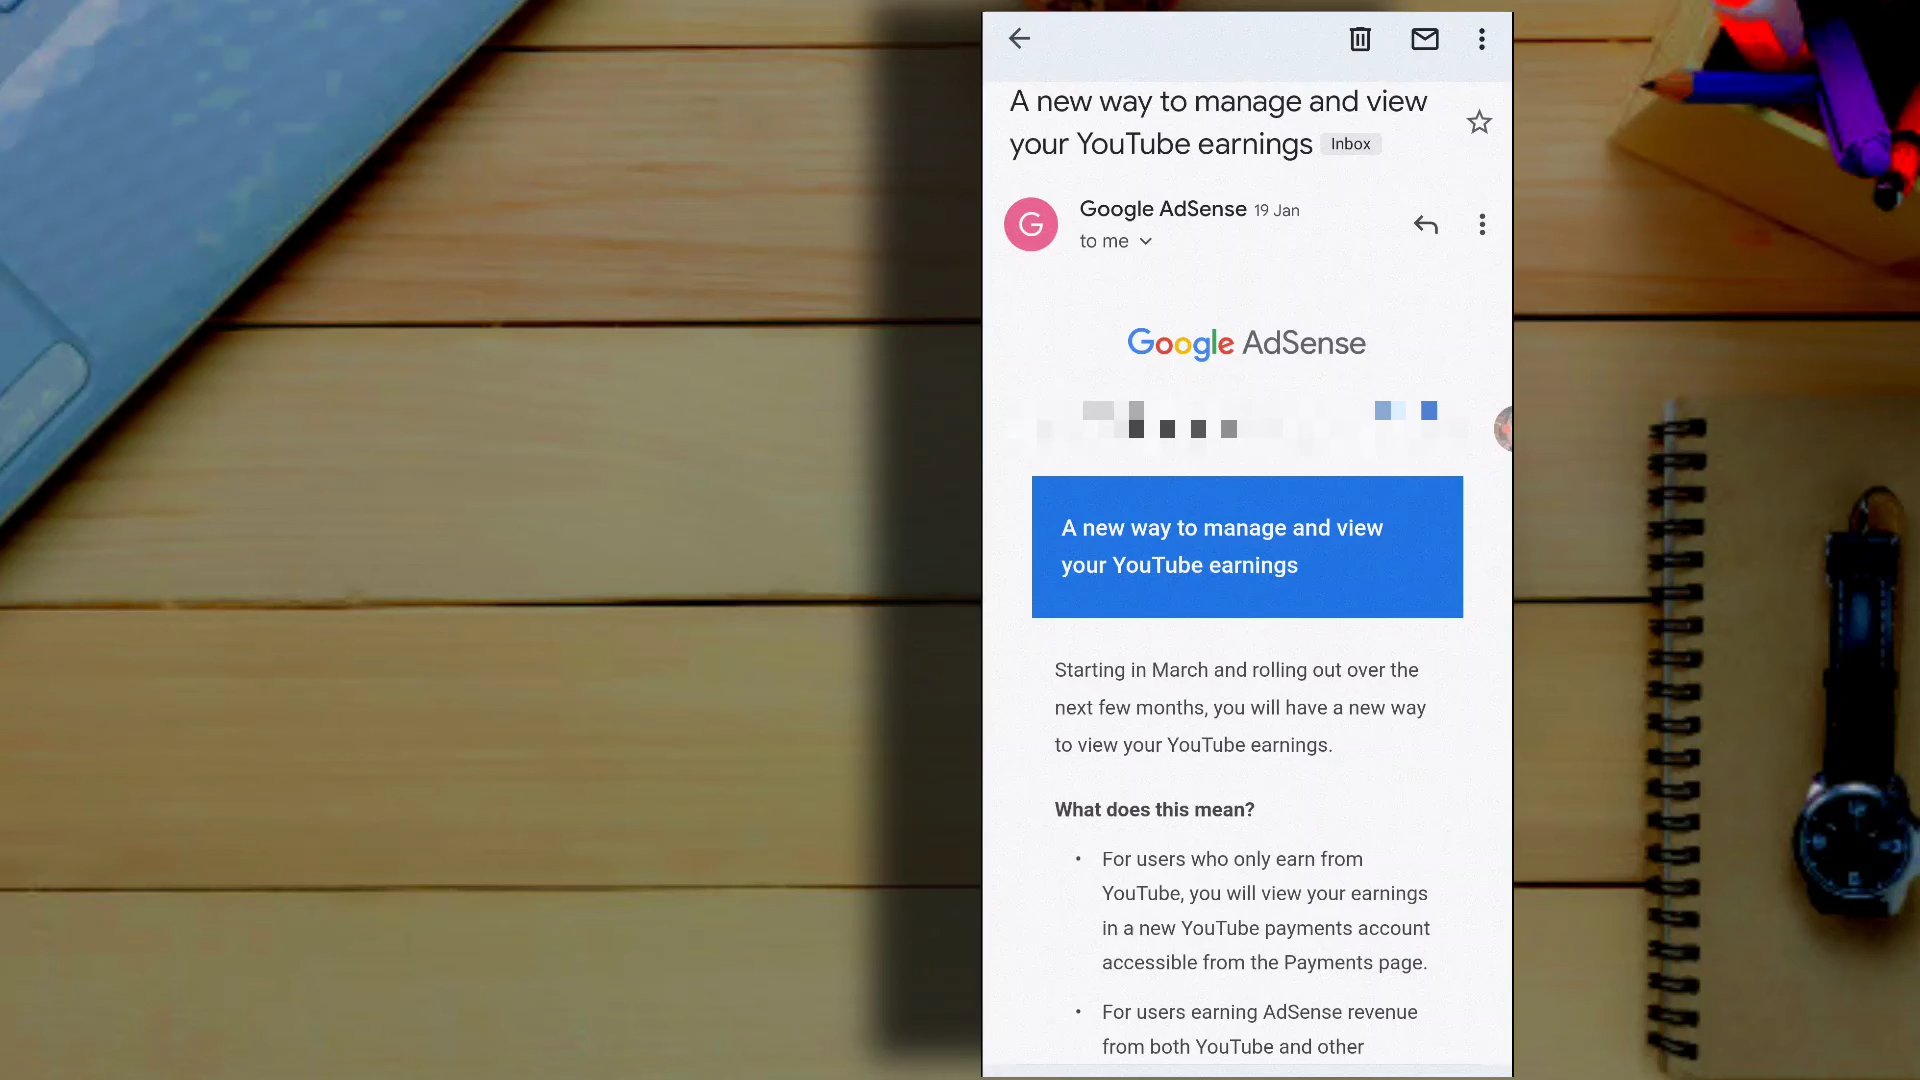 A new way to manage and view
your YouTube earnings Inbox
G Google AdSense 19 Jan
to me
Google AdSense
A new way to manage and view
your YouTube earnings
Starting in March and rolling out over the
next few months, you will have a new way
to view your YouTube earnings.
What does this mean?
• For users who only earn from
YouTube, you will view your earnings
in a new YouTube payments account
accessible from the Payments page.
• For users earning AdSense revenue
from both YouTube and other